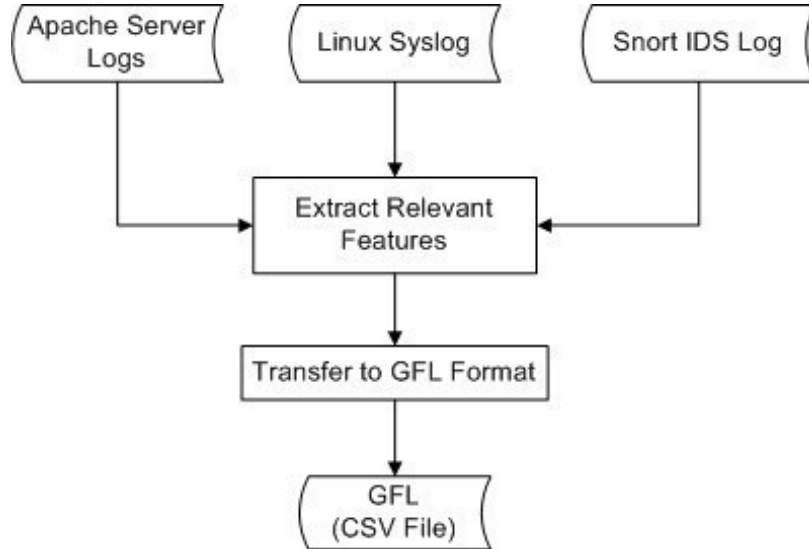 Apache Server
Logs
Linux Syslog
Snort IDS Log
Extract Relevant
Features
Transfer to GFL Format
GFL
(CSV File)